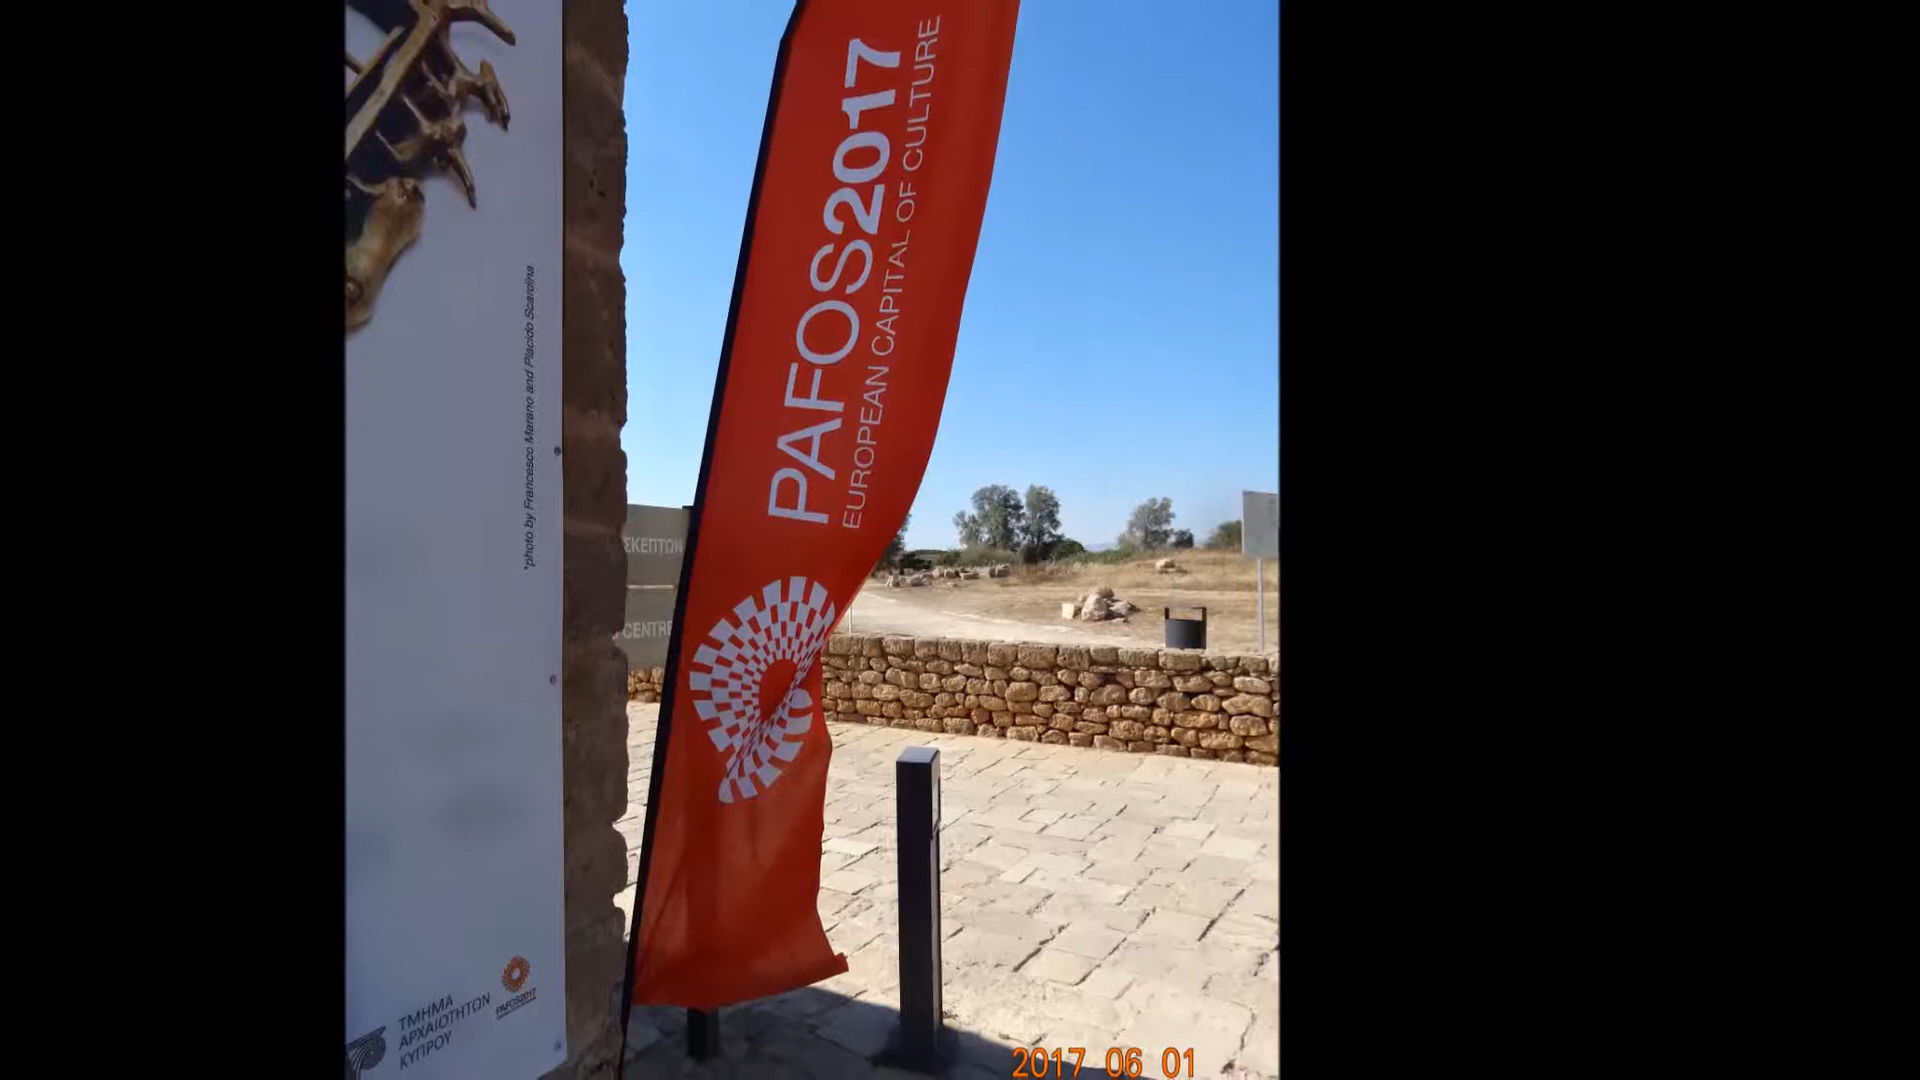 PAFOS2017
EUROPEAN CAPITAL OF CULTURE
*photo by Francesco Marano and Placido Scardina
ΣΚΕΠΤΩΝ
CENTRE
ΤΜΗΜΑ
ΑΡΧΑΙΟΤΗΤΩΝ
ΚΥΠΡΟΥ
PAFOS2017
2017 06 01